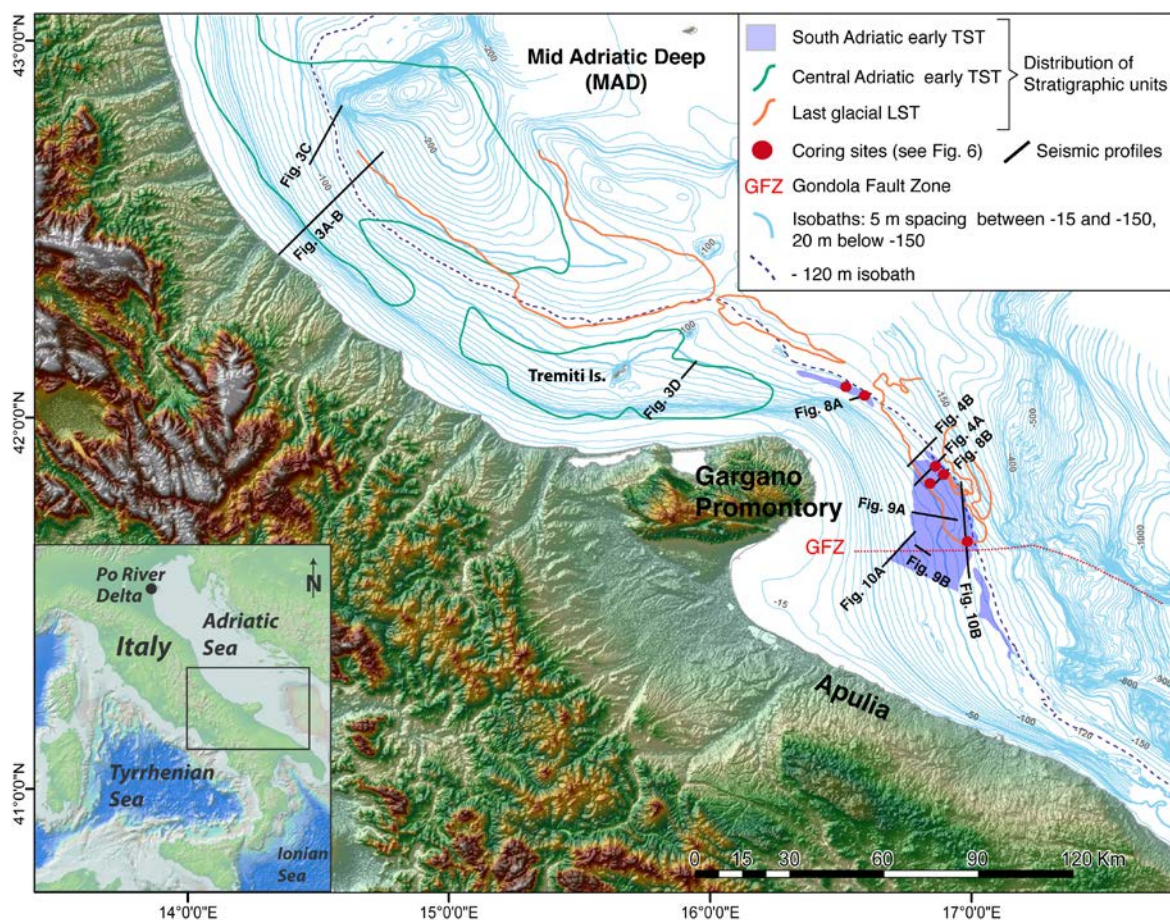 43°0'0"N
42°0'0"N
41°0'0"N
14°0'0"E
15°0'0"E
16°0'0"E
17°0'0"E
Mid Adriatic Deep
(MAD)
South Adriatic early TST
Central Adriatic early TST
Last glacial LST
Distribution of
Stratigraphic units
Coring sites (see Fig. 6)
Seismic profiles
GFZ Gondola Fault Zone
Isobaths: 5 m spacing between -15 and -150,
20 m below -150
- 120 m isobath
-200
-200
-100
-100
-100
Fig. 3C
Fig. 3A-B
Tremiti Is.
Fig. 3D
Fig. 8A
-150
Fig. 4B
Fig. 4A
Fig. 8B
-500
-400
-1000
Gargano
Promontory
Fig. 9A
GFZ
Fig. 10A
Fig. 9B
Fig. 10B
-15
Apulia
-50
-100
-120
-150
-800
-900
Po River
Delta
N
Italy
Adriatic
Sea
Tyrrhenian
Sea
Ionian
Sea
0 15 30 60 90 120 Km